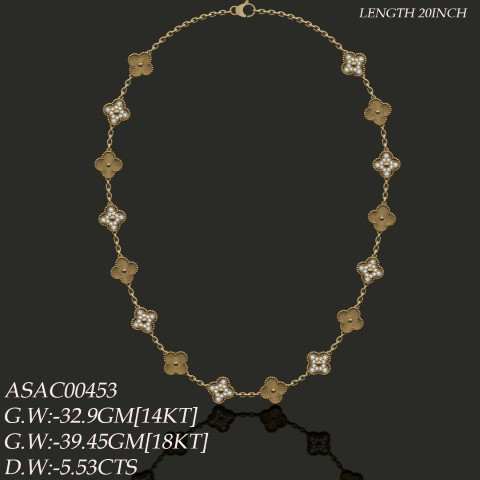 LENGTH 20INCH
ASAC00453
G.W:-32.9GM[14KT]
G.W:-39.45GM[18KT]
D.W:-5.53CTS